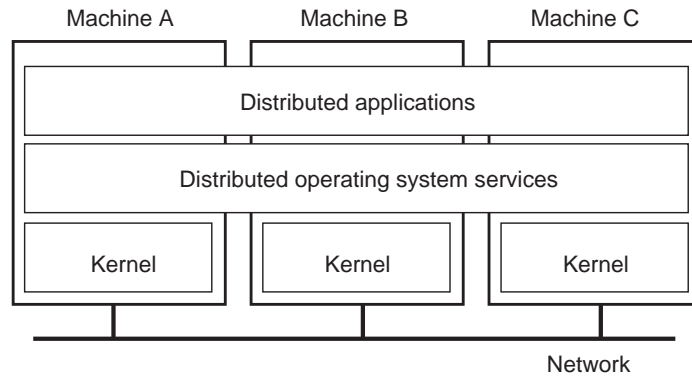 Machine A
Machine B
Machine C
Distributed applications
Distributed operating system services
Kernel
Kernel
Kernel
Network